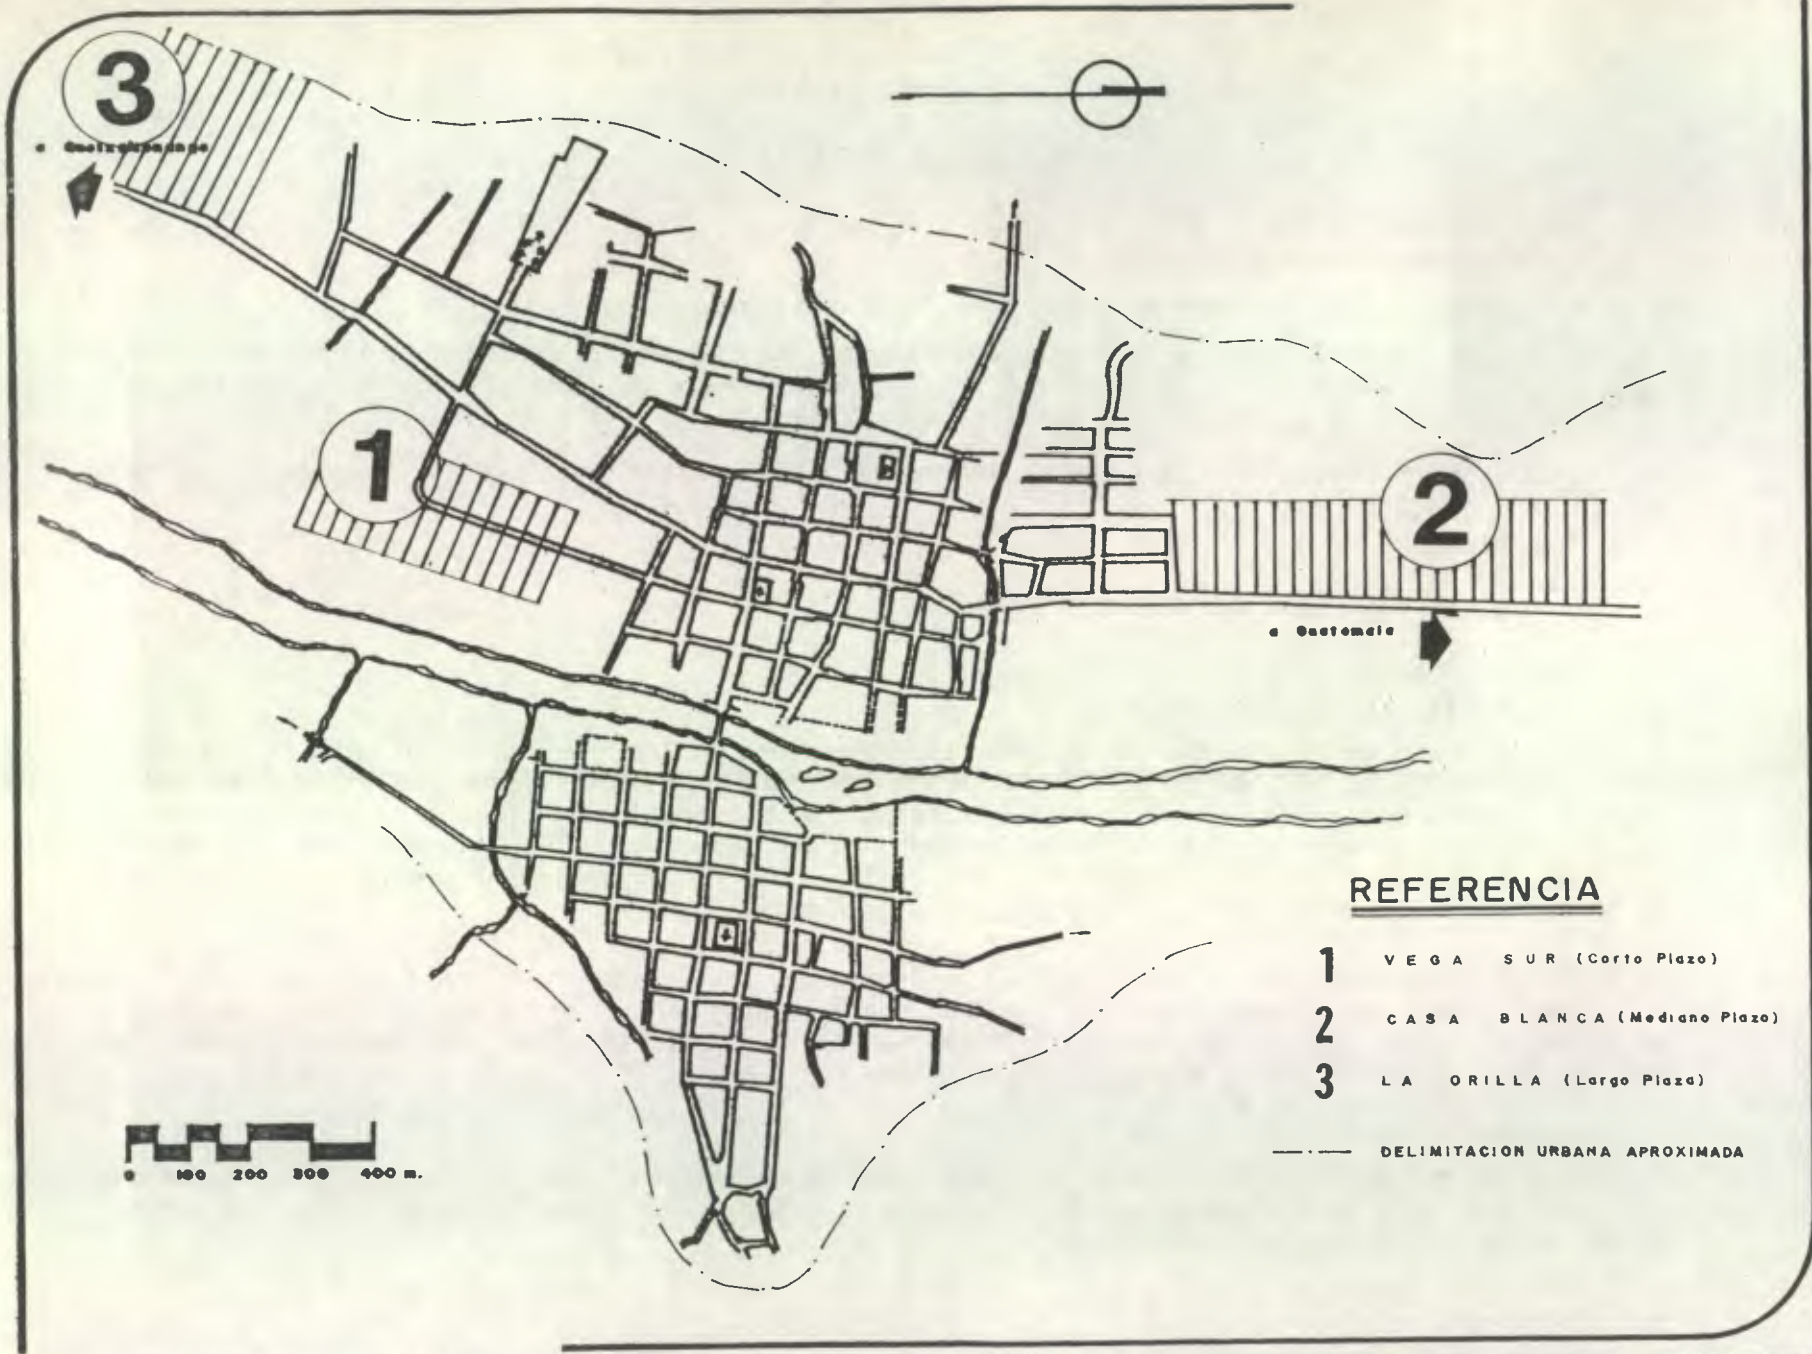 3
a Quetzaltenango
1
2
a Guatemala
REFERENCIA
1 VEGA SUR (Corto Plazo)
2 CASA BLANCA (Mediano Plazo)
3 LA ORILLA (Largo Plazo)
DELIMITACION URBANA APROXIMADA
0 100 200 300 400 m.